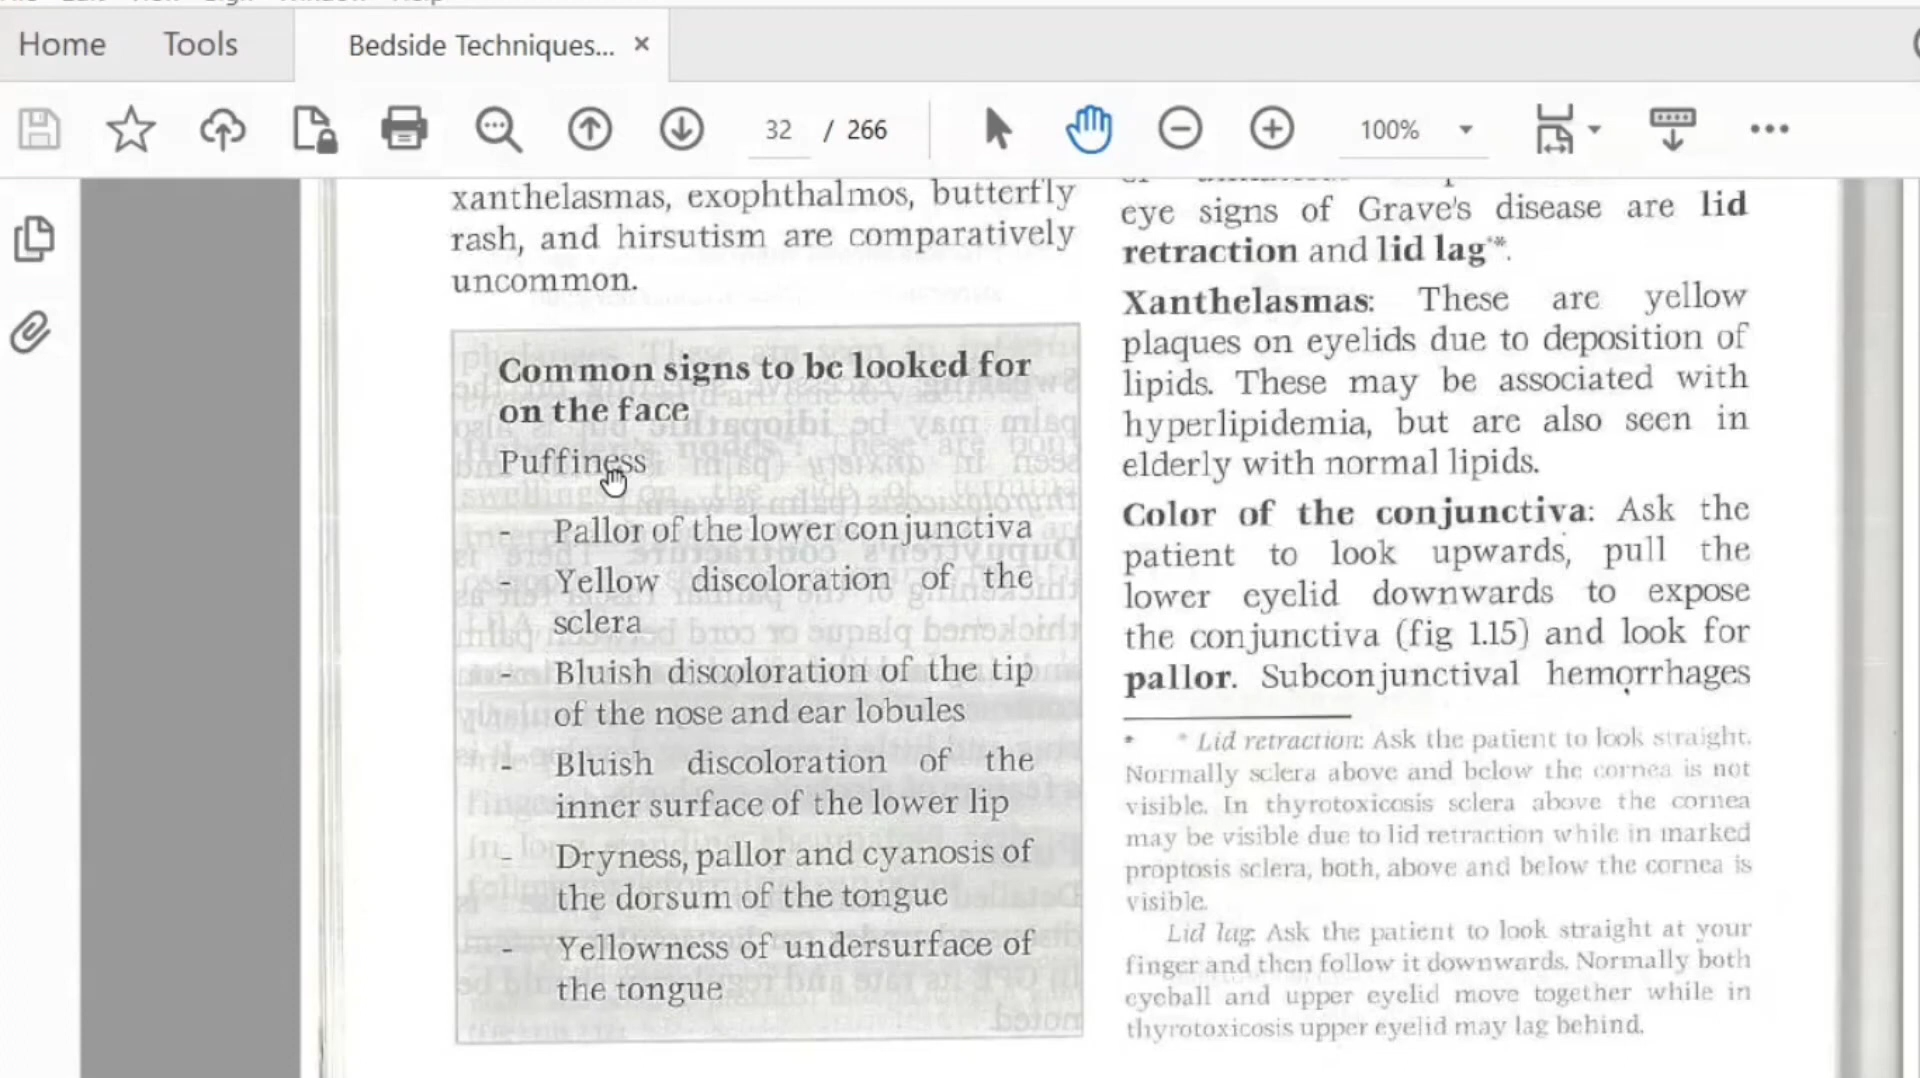 Home
Tools
Bedside Techniques...
32 / 266
100%
xanthelasmas, exophthalmos, butterfly
rash, and hirsutism are comparatively
uncommon.
Common signs to be looked for
on the face
Puffiness
- Pallor of the lower conjunctiva
- Yellow discoloration of the
sclera
- Bluish discoloration of the tip
of the nose and ear lobules
- Bluish discoloration of the
inner surface of the lower lip
- Dryness, pallor and cyanosis of
the dorsum of the tongue
- Yellowness of undersurface of
the tongue
eye signs of Grave's disease are lid
retraction and lid lag**.
Xanthelasmas: These are yellow
plaques on eyelids due to deposition of
lipids. These may be associated with
hyperlipidemia, but are also seen in
elderly with normal lipids.
Color of the conjunctiva: Ask the
patient to look upwards, pull the
lower eyelid downwards to expose
the conjunctiva (fig 1.15) and look for
pallor. Subconjunctival hemorrhages
* * Lid retraction: Ask the patient to look straight.
Normally sclera above and below the cornea is not
visible. In thyrotoxicosis sclera above the cornea
may be visible due to lid retraction while in marked
proptosis sclera, both, above and below the cornea is
visible.
Lid lag: Ask the patient to look straight at your
finger and then follow it downwards. Normally both
eyeball and upper eyelid move together while in
thyrotoxicosis upper eyelid may lag behind.